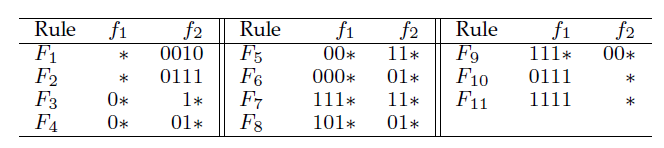 Rule f1 f2 Rule f1 f2 Rule f1 f2
F1 ∗ 0010 F5 00∗ 11∗ F9 111∗ 00∗
F2 ∗ 0111 F6 000∗ 01∗ F10 0111 ∗
F3 0∗ 1∗ F7 111∗ 11∗ F11 1111 ∗
F4 0∗ 01∗ F8 101∗ 01∗